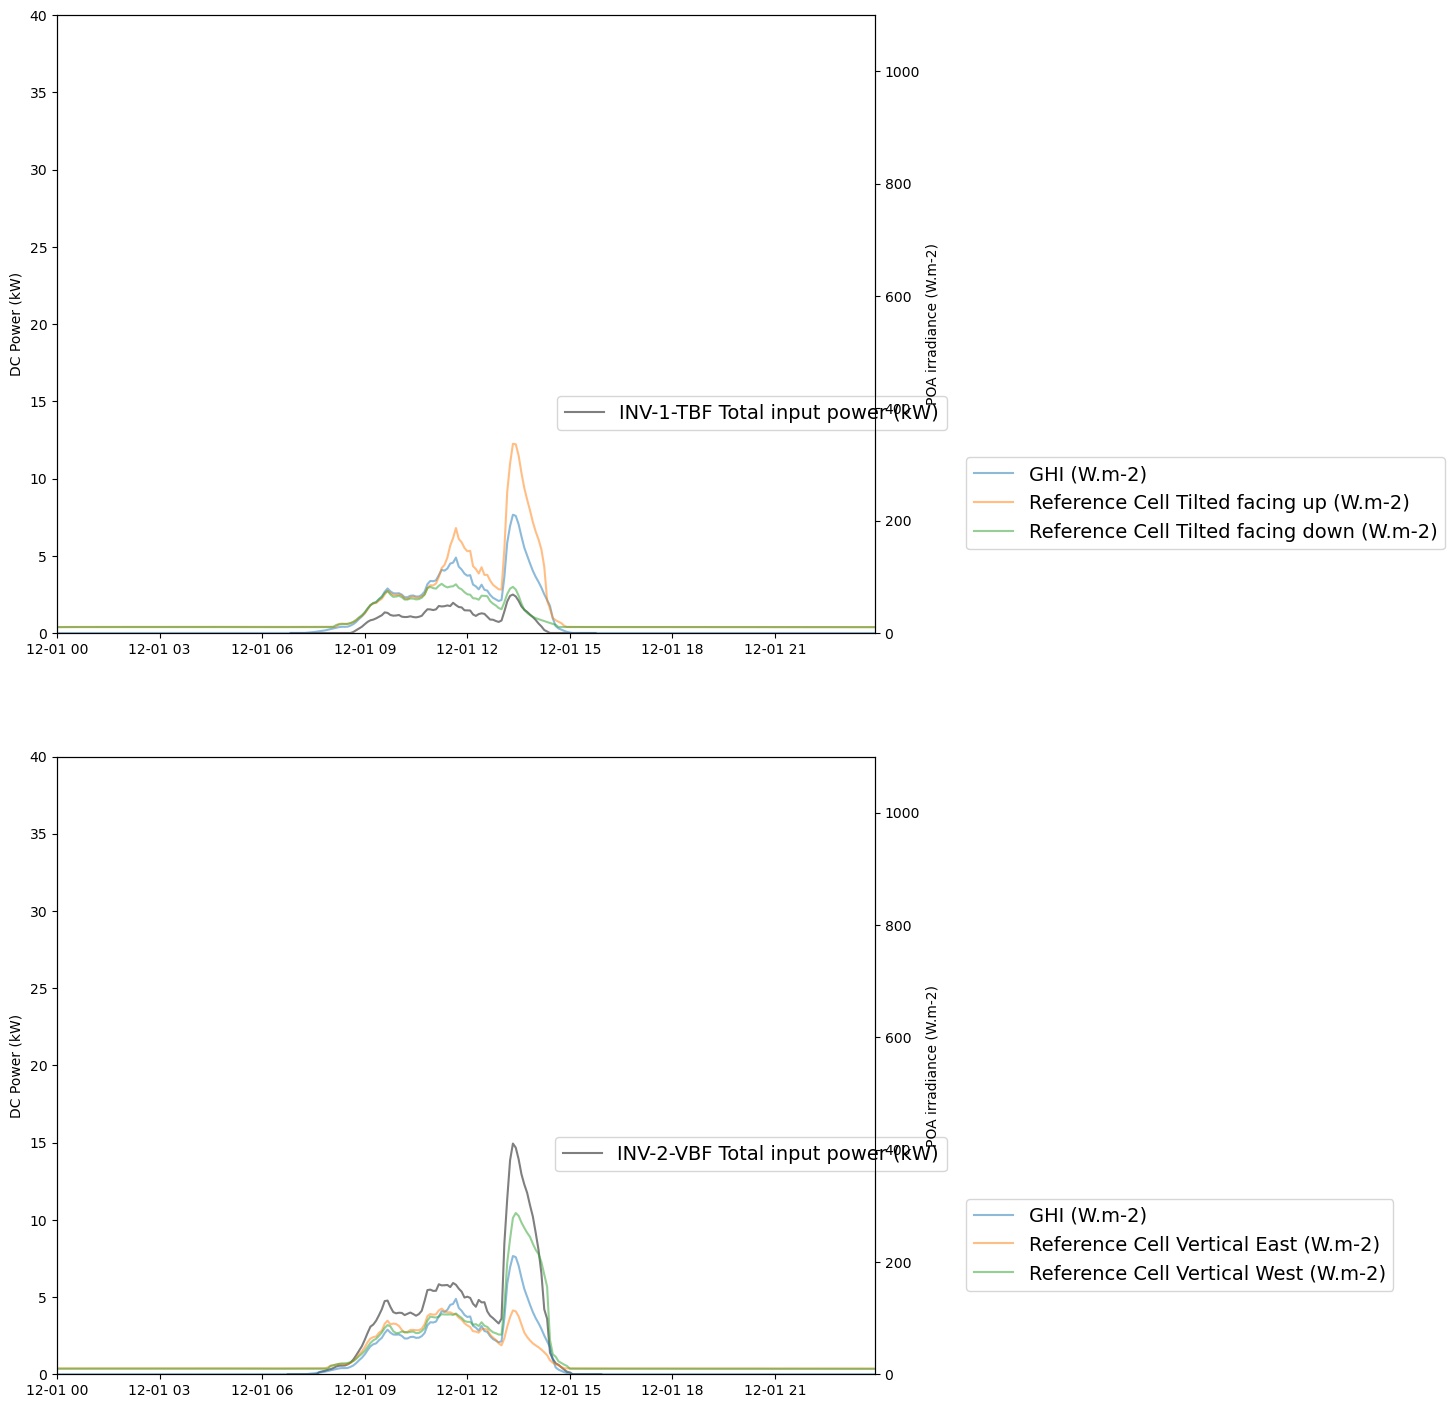 40
35
30
25
20
15
10
5
0
DC Power (kW)
1000
800
600
400
200
0
POA irradiance (W.m-2)
INV-1-TBF Total input power (kW)
GHI (W.m-2)
Reference Cell Tilted facing up (W.m-2)
Reference Cell Tilted facing down (W.m-2)
12-01 00 12-01 03 12-01 06 12-01 09 12-01 12 12-01 15 12-01 18 12-01 21
40
35
30
25
20
15
10
5
0
DC Power (kW)
1000
800
600
400
200
0
POA irradiance (W.m-2)
INV-2-VBF Total input power (kW)
GHI (W.m-2)
Reference Cell Vertical East (W.m-2)
Reference Cell Vertical West (W.m-2)
12-01 00 12-01 03 12-01 06 12-01 09 12-01 12 12-01 15 12-01 18 12-01 21